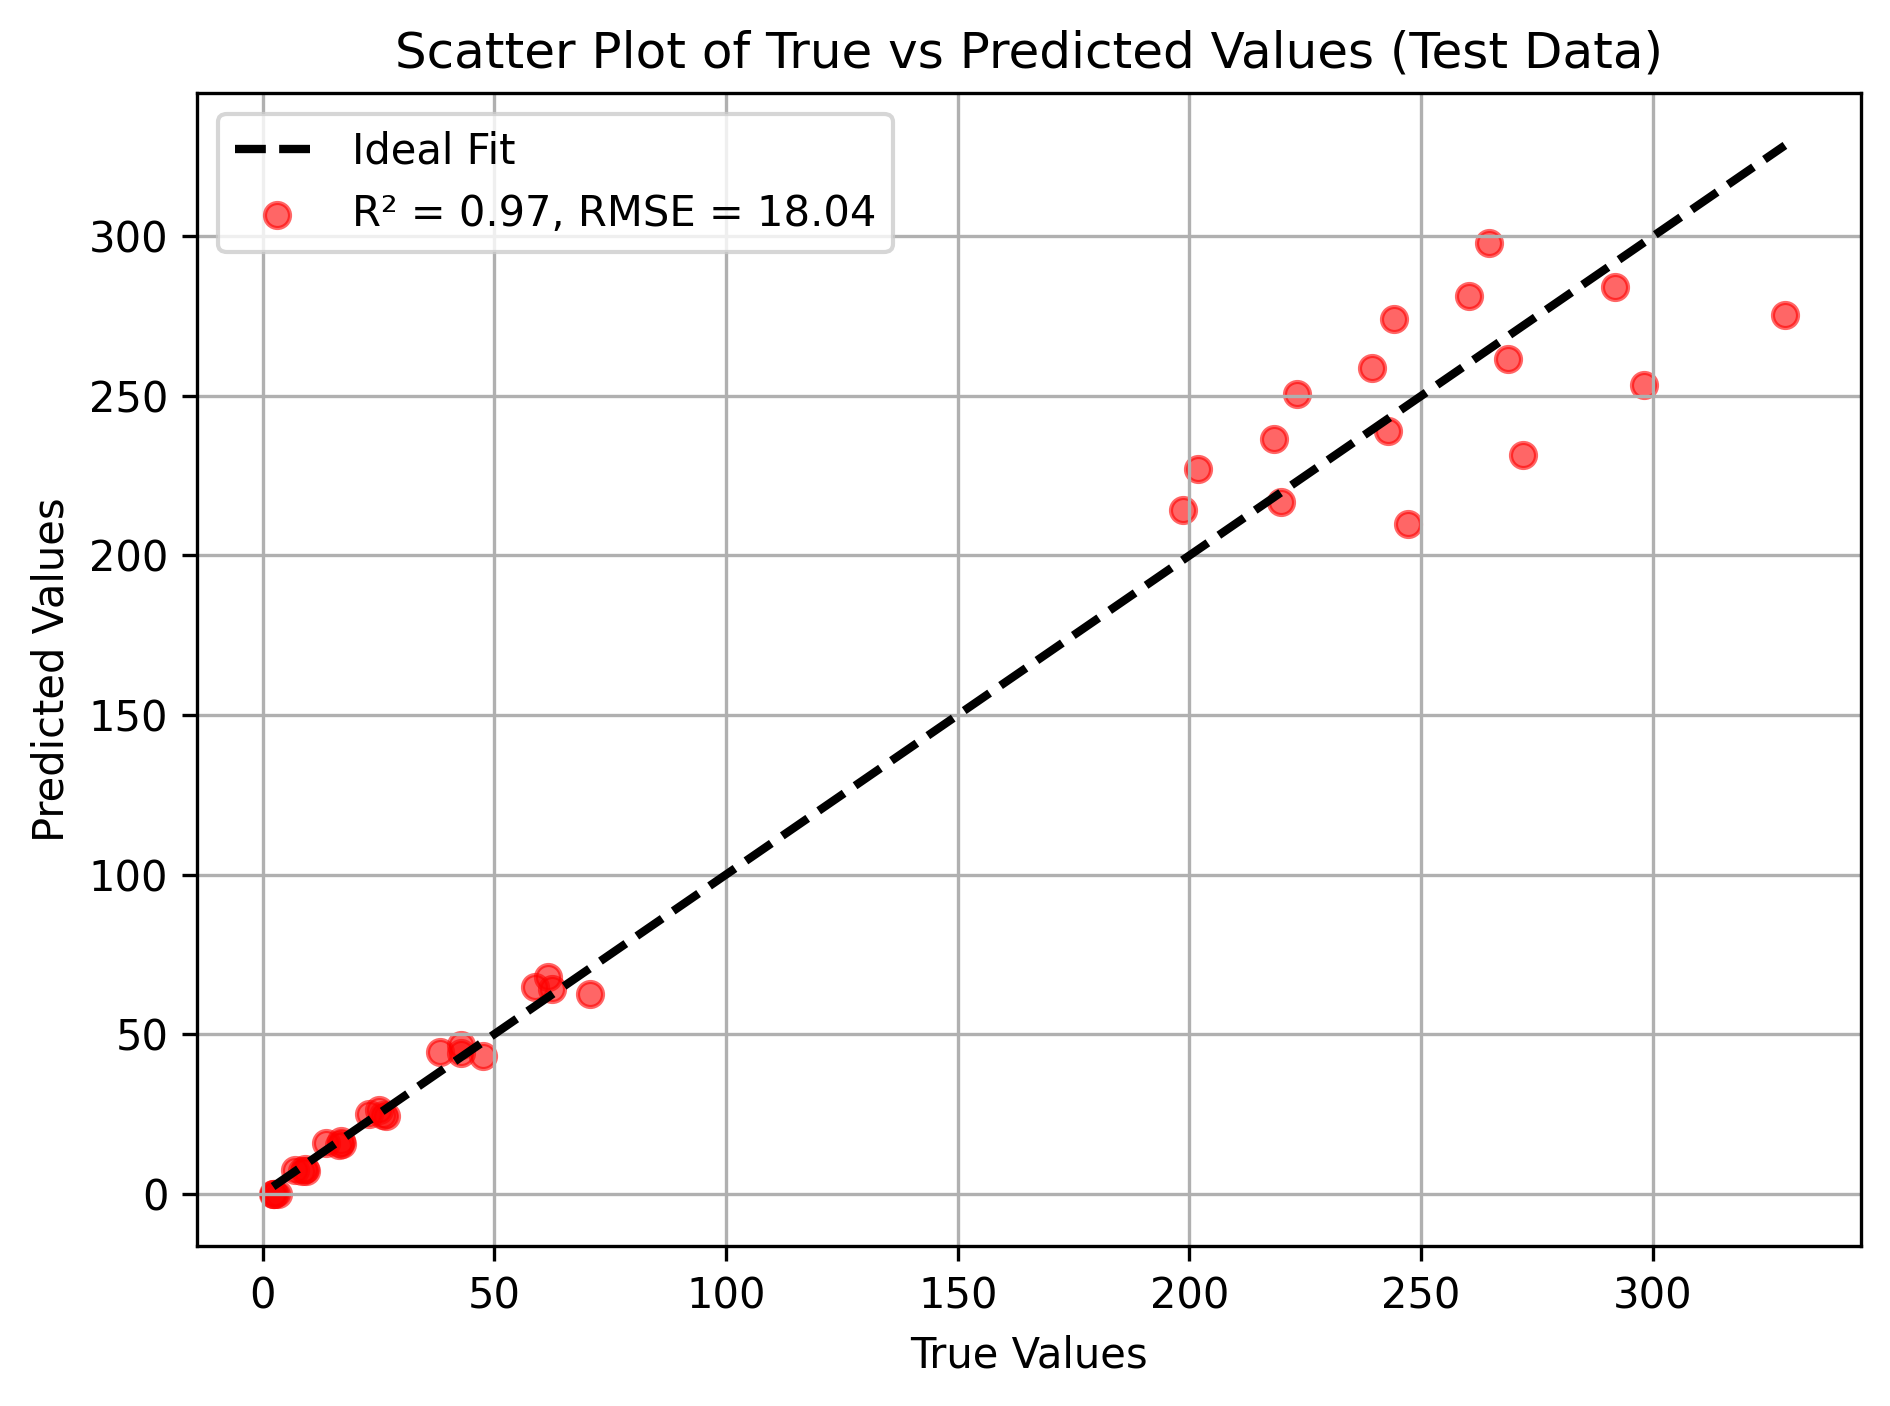 Scatter Plot of True vs Predicted Values (Test Data)
Ideal Fit
R² = 0.97, RMSE = 18.04
Predicted Values
300
250
200
150
100
50
0
0 50 100 150 200 250 300
True Values